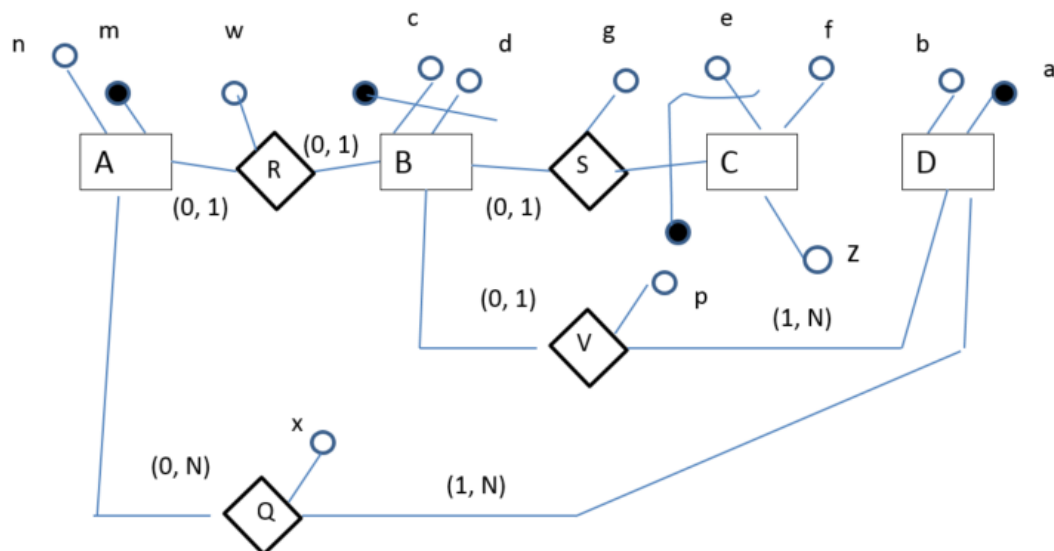 n m w c d g e f b a
A R (0, 1) B S C D
(0, 1) (0, 1)
Z
(0, 1) p (1, N)
V
x
(0, N) (1, N)
Q